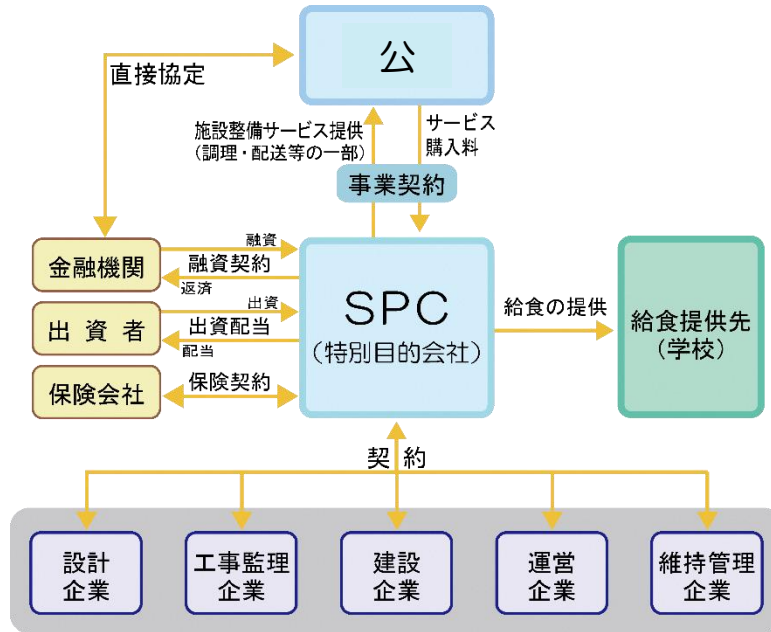 公
直接協定
施設整備サービス提供
(調理・配送等の一部)
サービス
購入料
事業契約
金融機関
融資
融資契約
返済
出資者
出資
出資配当
配当
保険会社
保険契約
SPC
(特別目的会社)
給食の提供
給食提供先
(学校)
契約
設計
企業
工事監理
企業
建設
企業
運営
企業
維持管理
企業